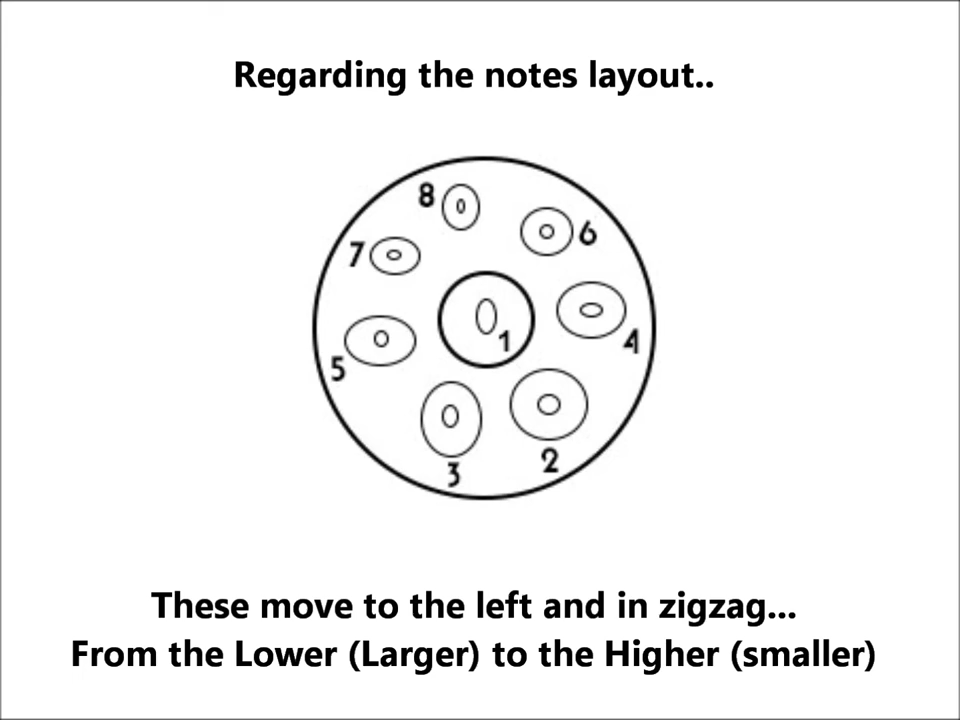 Regarding the notes layout..
8
6
7
1
4
5
2
3
These move to the left and in zigzag...
From the Lower (Larger) to the Higher (smaller)